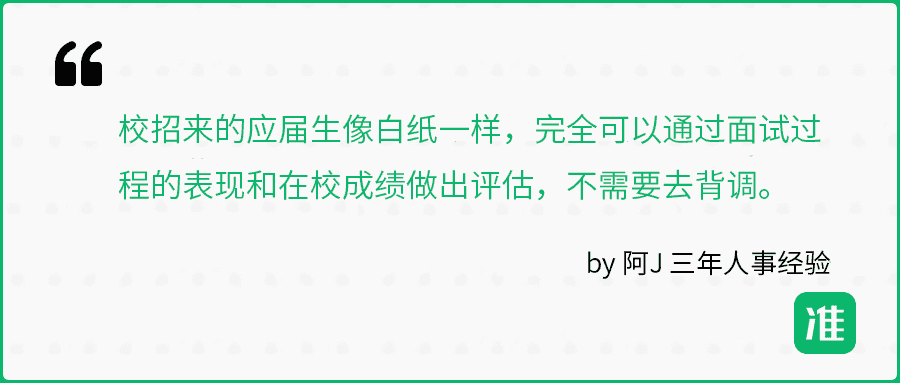 校招来的应届生像白纸一样，完全可以通过面试过
程的表现和在校成绩做出评估，不需要去背调。
by 阿J 三年人事经验
准